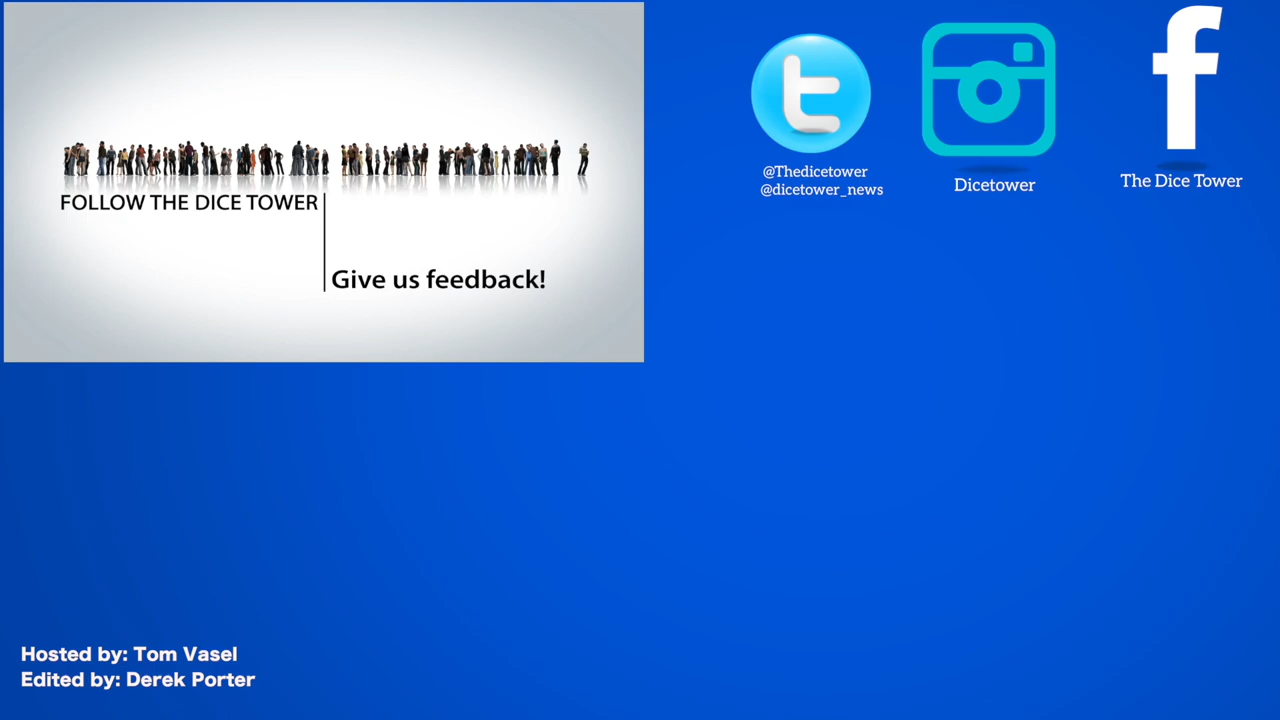 FOLLOW THE DICE TOWER
Give us feedback!
@Thedicetower
@dicetower_news
Dicetower
The Dice Tower
Hosted by: Tom Vasel
Edited by: Derek Porter